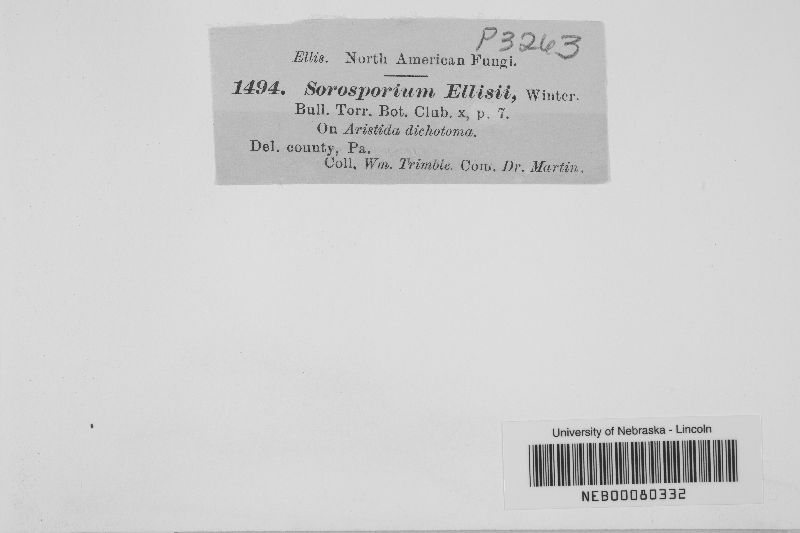 P3263
Ellis. North American Fungi.
1494. Sorosporium Ellisii, Winter.
Bull. Torr. Bot. Club. x, p. 7.
On Aristida dichotoma.
Del. county, Pa.
Coll. Wm. Trimble. Com. Dr. Martin.
University of Nebraska - Lincoln
NEB00080332